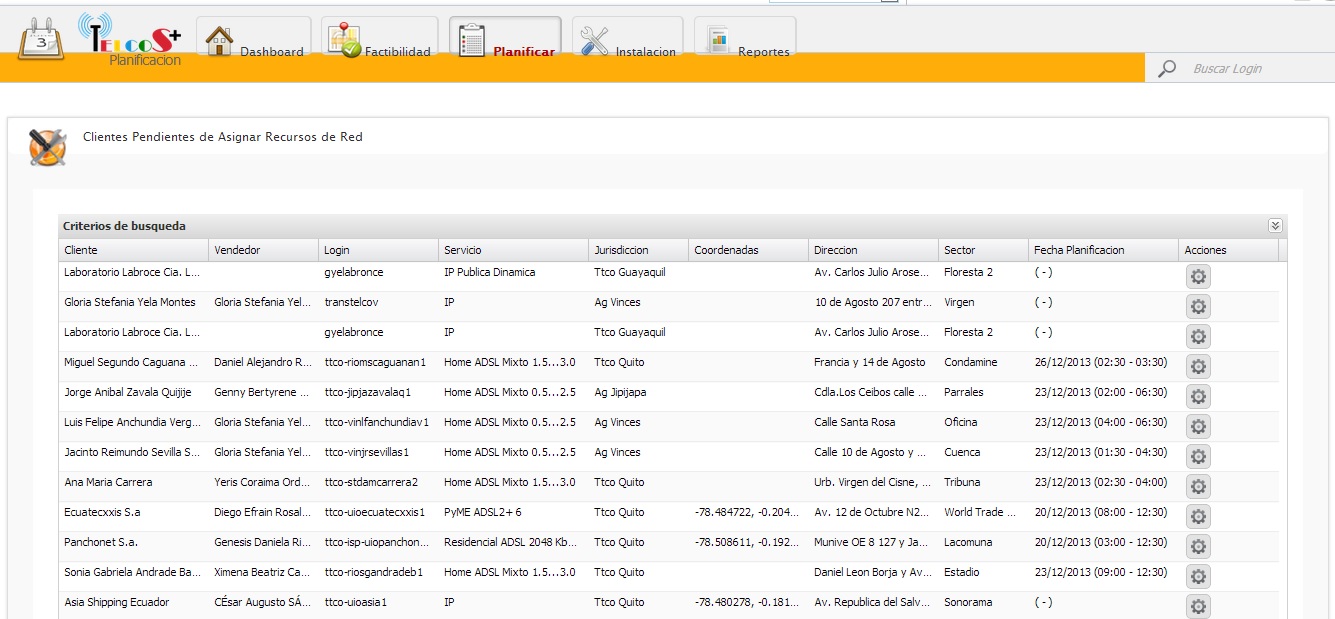 3 TELCOS+ Planificacion Dashboard Factibilidad Planificar Instalacion Reportes
Buscar Login
Clientes Pendientes de Asignar Recursos de Red
Criterios de busqueda
Cliente Vendedor Login Servicio Jurisdiccion Coordenadas Direccion Sector Fecha Planificacion Acciones
Laboratorio Labroce Cia. L... gyelabronce IP Publica Dinamica Ttco Guayaquil Av. Carlos Julio Arose... Floresta 2 ( - )
Gloria Stefania Yela Montes Gloria Stefania Yel... transtelcov IP Ag Vinces 10 de Agosto 207 entr... Virgen ( - )
Laboratorio Labroce Cia. L... gyelabronce IP Ttco Guayaquil Av. Carlos Julio Arose... Floresta 2 ( - )
Miguel Segundo Caguana ... Daniel Alejandro R... ttco-riomscaguanan1 Home ADSL Mixto 1.5...3.0 Ttco Quito Francia y 14 de Agosto Condamine 26/12/2013 (02:30 - 03:30)
Jorge Anibal Zavala Quijije Genny Bertyrene ... ttco-jipjazavalaq1 Home ADSL Mixto 0.5...2.5 Ag Jipijapa Cdla.Los Ceibos calle ... Parrales 23/12/2013 (02:00 - 06:30)
Luis Felipe Anchundia Verg... Gloria Stefania Yel... ttco-vinlfanchundiav1 Home ADSL Mixto 0.5...2.5 Ag Vinces Calle Santa Rosa Oficina 23/12/2013 (04:00 - 06:30)
Jacinto Reimundo Sevilla S... Gloria Stefania Yel... ttco-vinjrsevillas1 Home ADSL Mixto 0.5...2.5 Ag Vinces Calle 10 de Agosto y ... Cuenca 23/12/2013 (01:30 - 04:30)
Ana Maria Carrera Yeris Coraima Ord... ttco-stdamcarrera2 Home ADSL Mixto 1.5...3.0 Ttco Quito Urb. Virgen del Cisne, ... Tribuna 23/12/2013 (02:30 - 04:00)
Ecuatecxxis S.a Diego Efrain Rosal... ttco-uioecuatecxxis1 PyME ADSL2+ 6 Ttco Quito -78.484722, -0.204... Av. 12 de Octubre N2... World Trade ... 20/12/2013 (08:00 - 12:30)
Panchonet S.a. Genesis Daniela Ri... ttco-isp-uiopanchon... Residencial ADSL 2048 Kb... Ttco Quito -78.508611, -0.192... Munive OE 8 127 y Ja... Lacomuna 20/12/2013 (03:00 - 12:30)
Sonia Gabriela Andrade Ba... Ximena Beatriz Ca... ttco-riosgandradeb1 Home ADSL Mixto 1.5...3.0 Ttco Quito Daniel Leon Borja y Av... Estadio 23/12/2013 (09:00 - 12:30)
Asia Shipping Ecuador CÉsar Augusto SÁ... ttco-uioasia1 IP Ttco Quito -78.480278, -0.181... Av. Republica del Salv... Sonorama ( - )